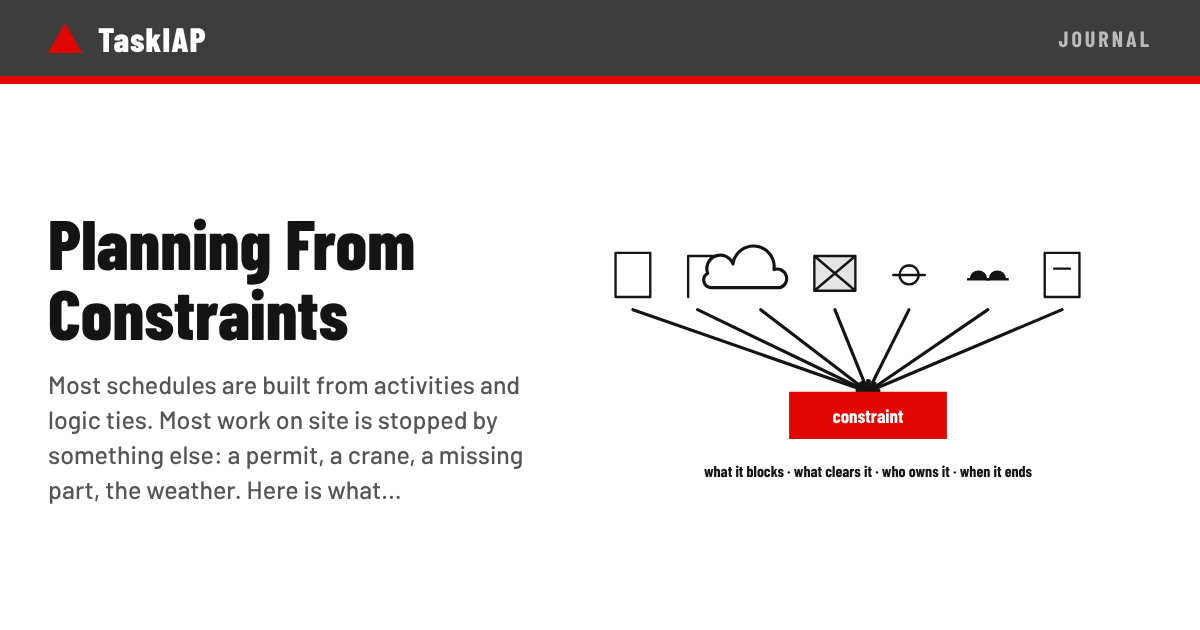 TaskIAP
JOURNAL
Planning From
Constraints
Most schedules are built from activities and
logic ties. Most work on site is stopped by
something else: a permit, a crane, a missing
part, the weather. Here is what...
constraint
what it blocks · what clears it · who owns it · when it ends